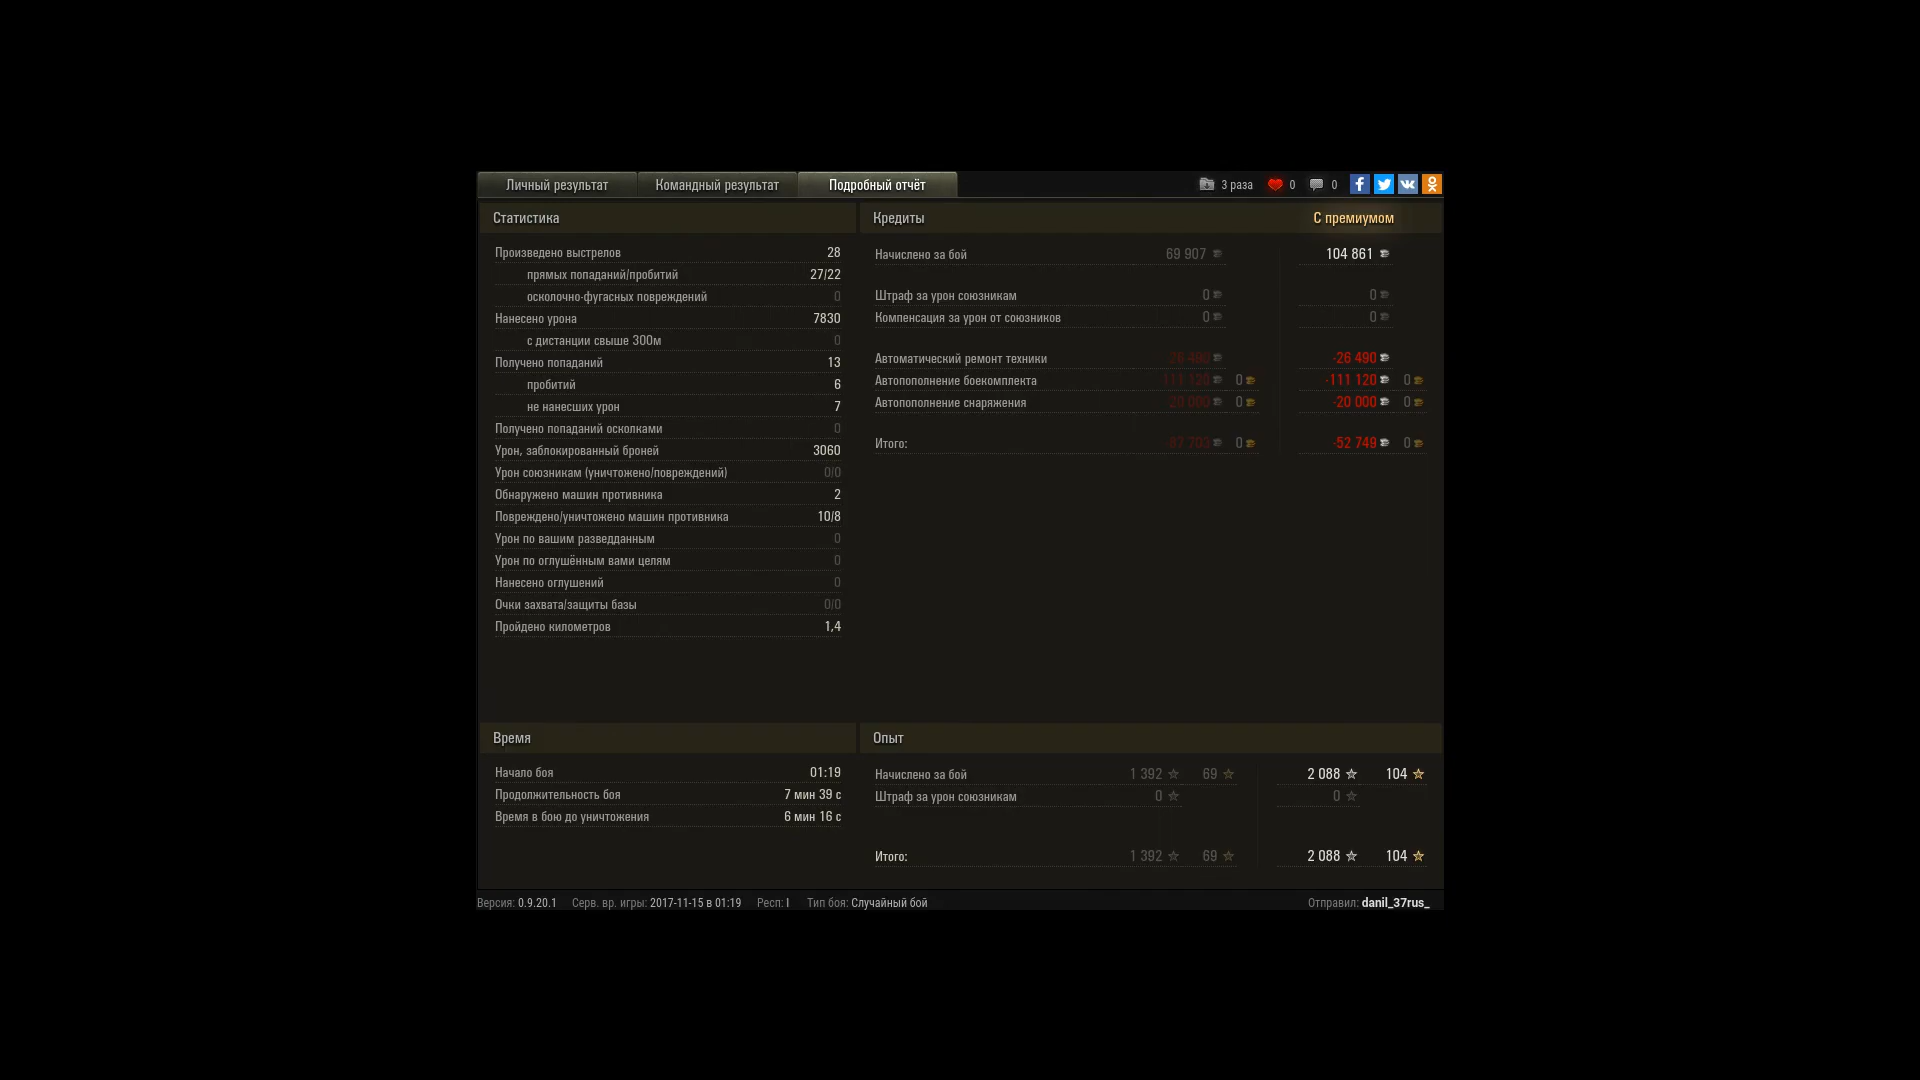 Личный результат Командный результат Подробный отчёт 3 раза 0 0
Статистика
Произведено выстрелов 28
прямых попаданий/пробитий 27/22
осколочно-фугасных повреждений 0
Нанесено урона 7830
с дистанции свыше 300м 0
Получено попаданий 13
пробитий 6
не нанесших урон 7
Получено попаданий осколками 0
Урон, заблокированный броней 3060
Урон союзникам (уничтожено/повреждений) 0/0
Обнаружено машин противника 2
Повреждено/уничтожено машин противника 10/8
Урон по вашим разведданным 0
Урон по оглушённым вами целям 0
Нанесено оглушений 0
Очки захвата/защиты базы 0/0
Пройдено километров 1,4
Кредиты С премиумом
Начислено за бой 69 907 104 861
Штраф за урон союзникам 0 0
Компенсация за урон от союзников 0 0
Автоматический ремонт техники -26 490 -26 490
Автопополнение боекомплекта -111 120 0 -111 120 0
Автопополнение снаряжения -20 000 0 -20 000 0
Итого: -87 703 0 -52 749 0
Время
Начало боя 01:19
Продолжительность боя 7 мин 39 с
Время в бою до уничтожения 6 мин 16 с
Опыт
Начислено за бой 1 392 69 2 088 104
Штраф за урон союзникам 0 0
Итого: 1 392 69 2 088 104
Версия: 0.9.20.1 Серв. вр. игры: 2017-11-15 в 01:19 Респ: I Тип боя: Случайный бой Отправил: danil_37rus_